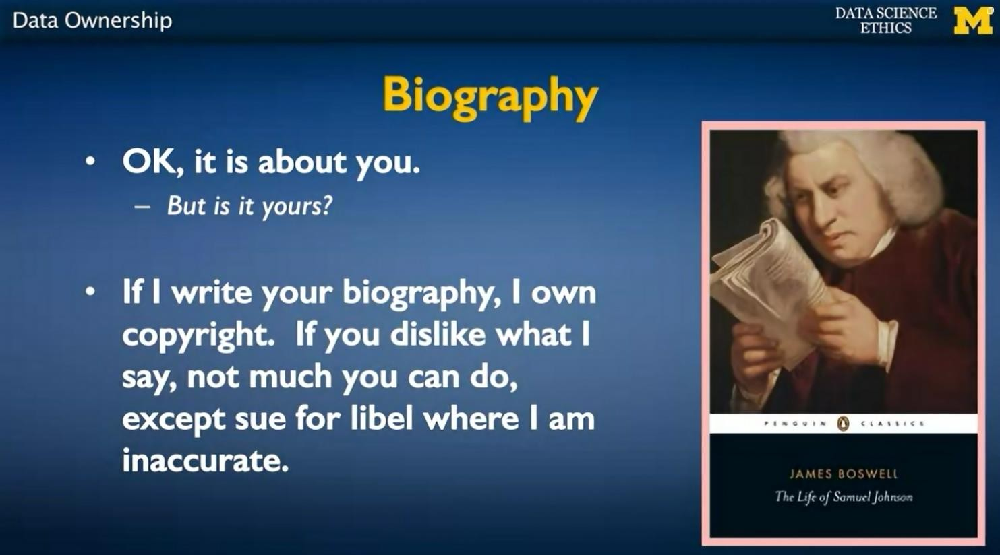 Data Ownership
DATA SCIENCE
ETHICS
M
Biography
• OK, it is about you.
– But is it yours?
• If I write your biography, I own
copyright. If you dislike what I
say, not much you can do,
except sue for libel where I am
inaccurate.
PENGUIN CLASSICS
JAMES BOSWELL
The Life of Samuel Johnson